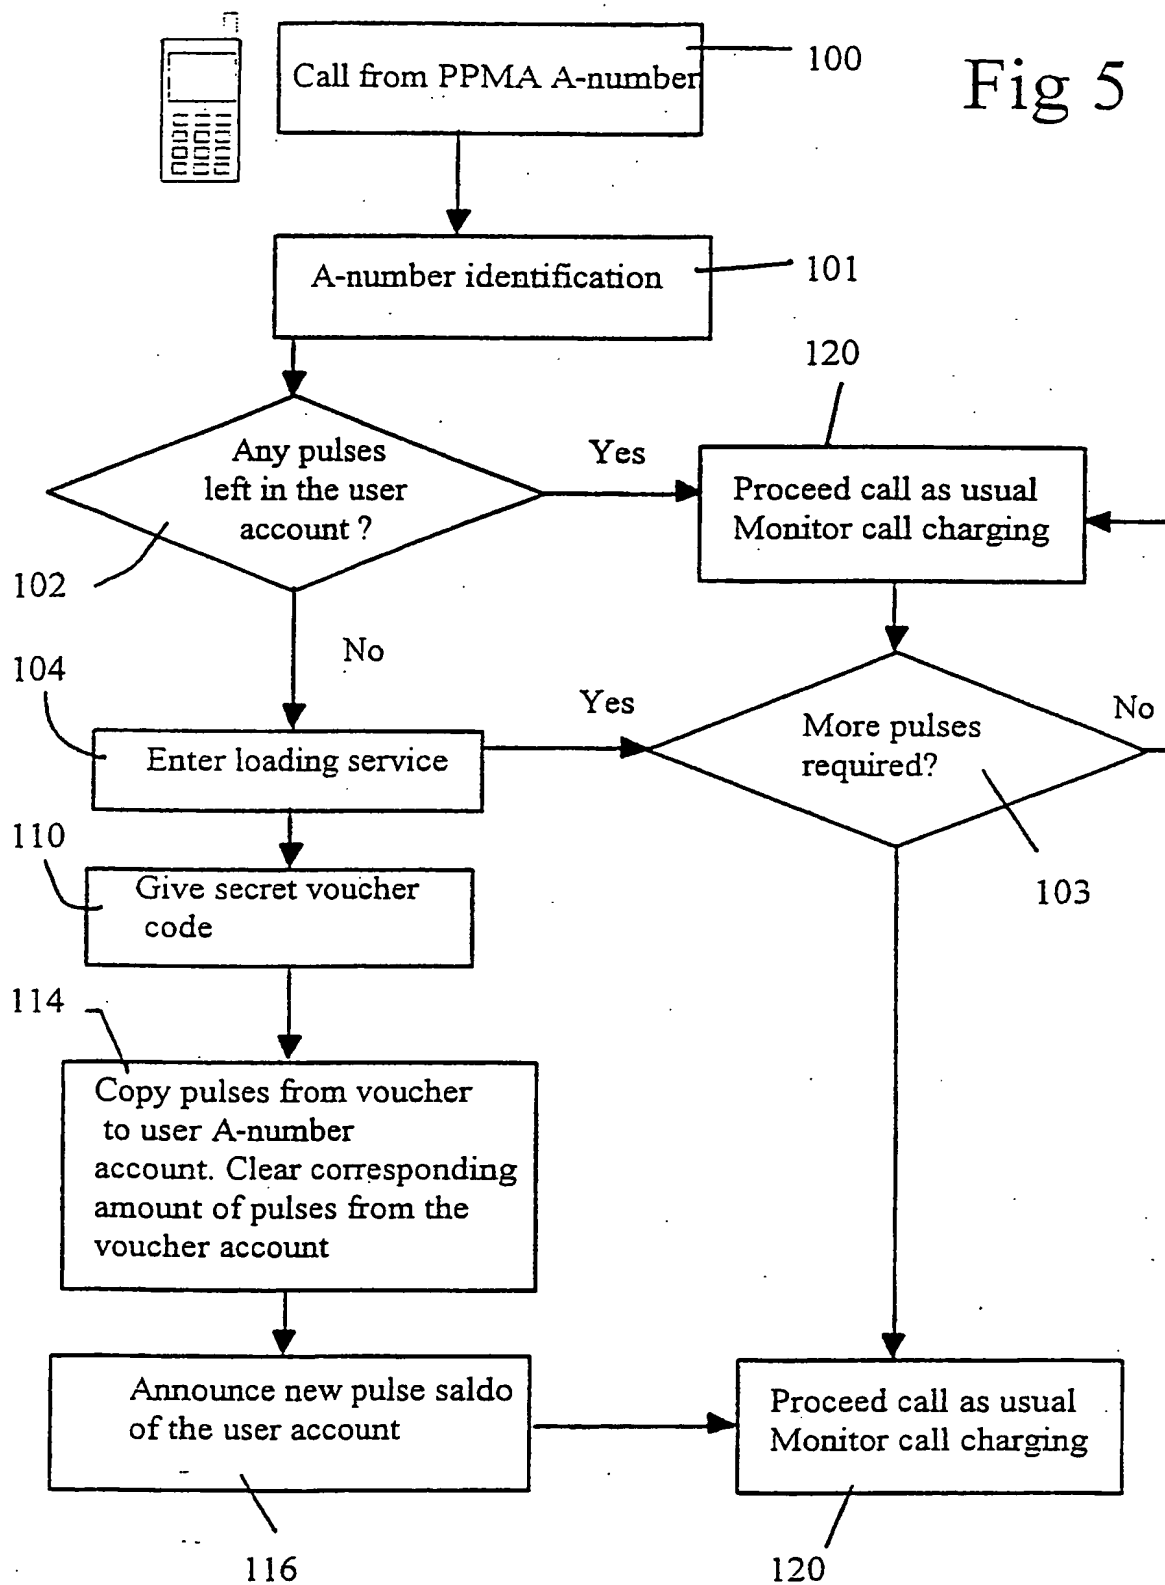 Fig 5
Call from PPMA A-number
100
A-number identification
101
120
Any pulses
left in the user
account ?
Yes
Proceed call as usual
Monitor call charging
102
No
104
Yes
More pulses
required?
No
Enter loading service
110
103
Give secret voucher
code
114
Copy pulses from voucher
to user A-number
account. Clear corresponding
amount of pulses from the
voucher account
Announce new pulse saldo
of the user account
Proceed call as usual
Monitor call charging
116
120